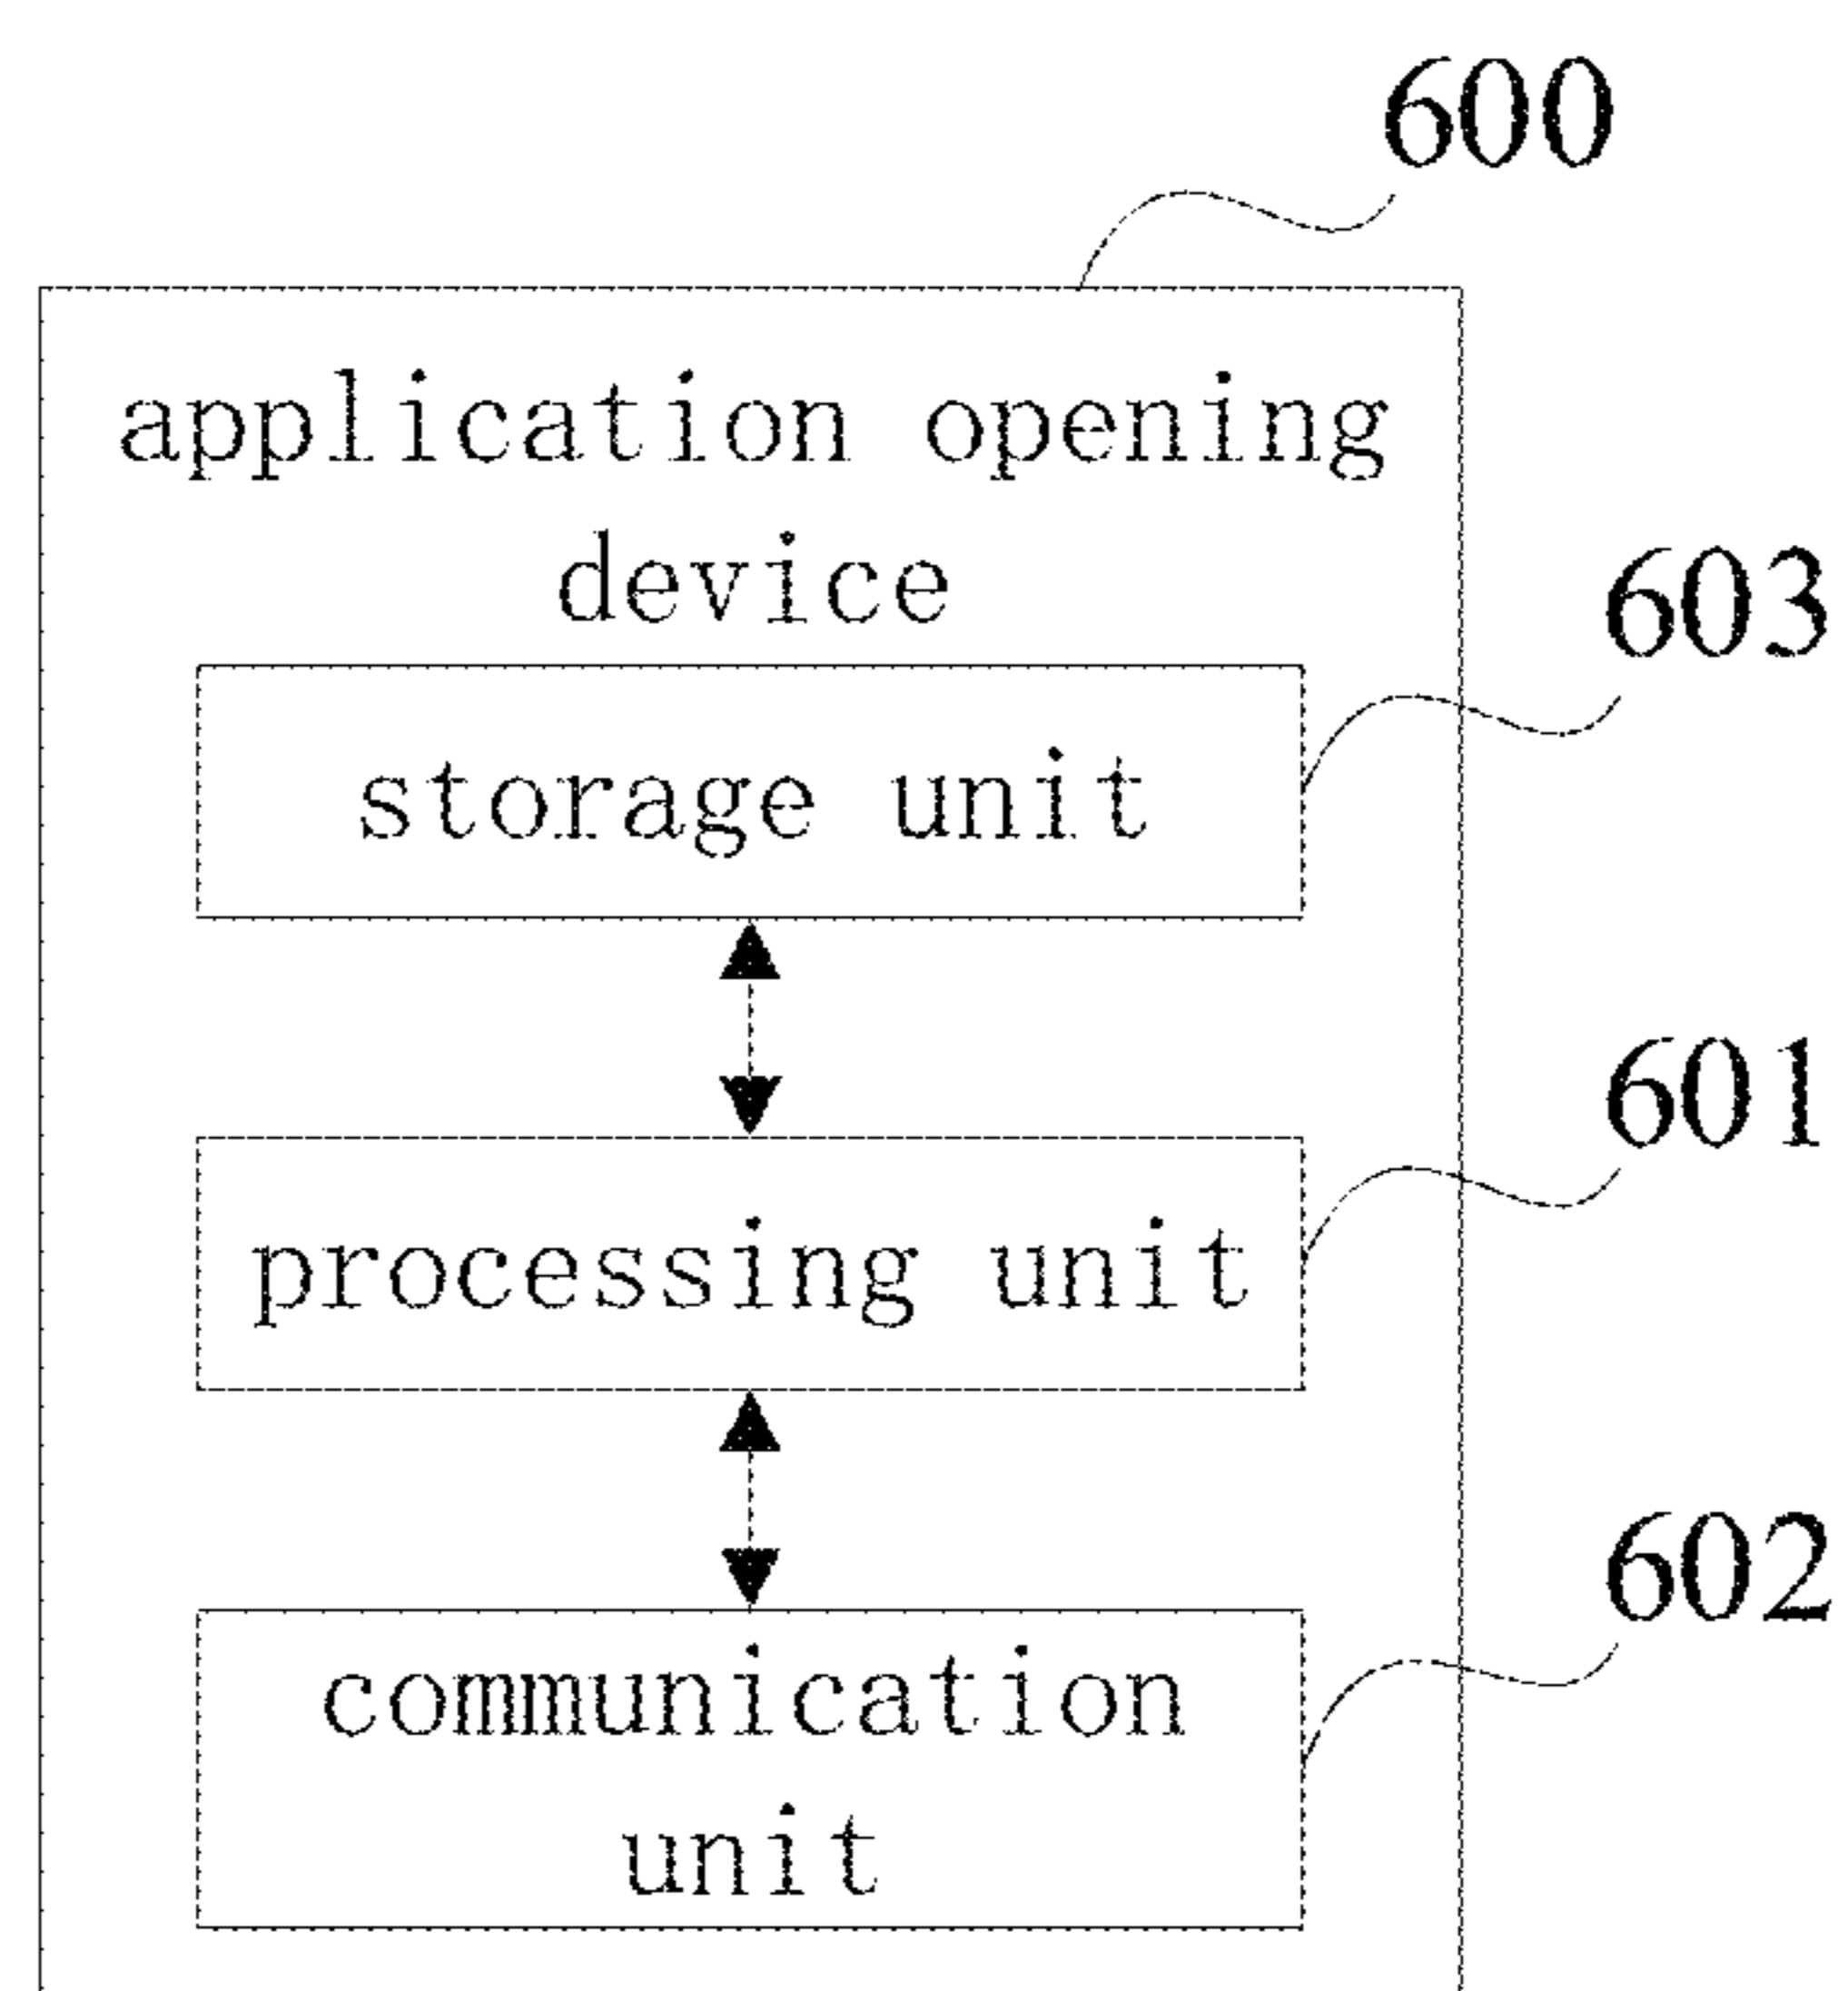 600
application opening
device
603
storage unit
601
processing unit
602
communication
unit